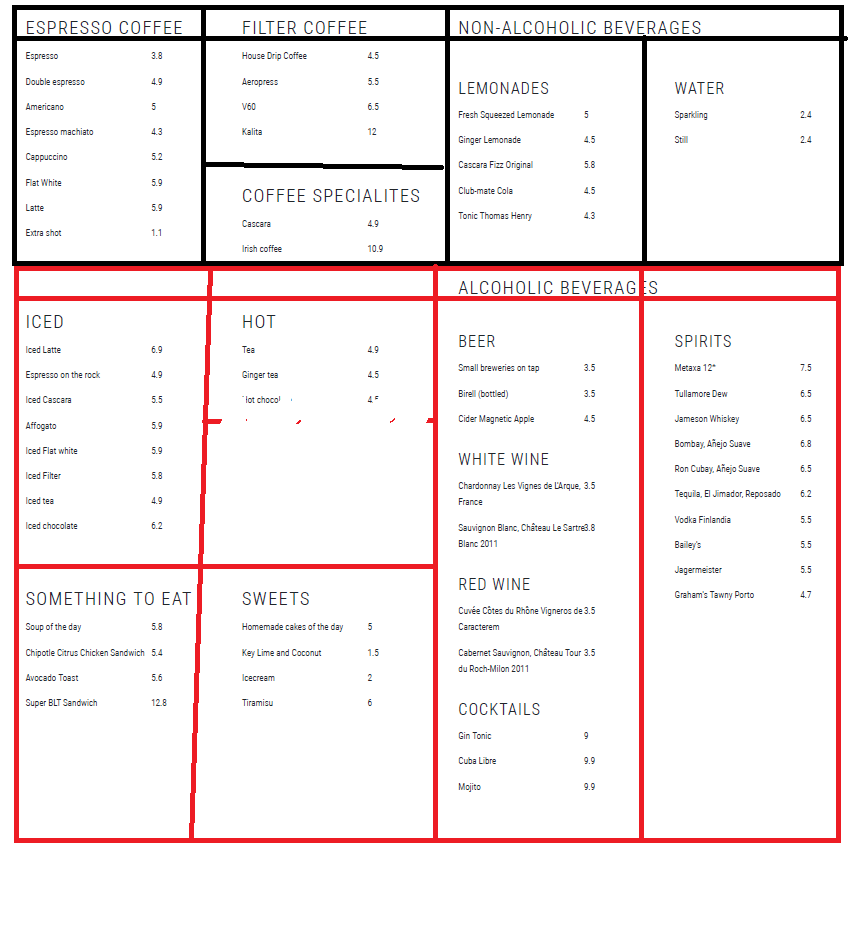 ESPRESSO COFFEE
Espresso 3.8
Double espresso 4.9
Americano 5
Espresso machiato 4.3
Cappuccino 5.2
Flat White 5.9
Latte 5.9
Extra shot 1.1
FILTER COFFEE
House Drip Coffee 4.5
Aeropress 5.5
V60 6.5
Kalita 12
COFFEE SPECIALITES
Cascara 4.9
Irish coffee 10.9
NON-ALCOHOLIC BEVERAGES
LEMONADES
Fresh Squeezed Lemonade 5
Ginger Lemonade 4.5
Cascara Fizz Original 5.8
Club-mate Cola 4.5
Tonic Thomas Henry 4.3
WATER
Sparkling 2.4
Still 2.4
ICED
Iced Latte 6.9
Espresso on the rock 4.9
Iced Cascara 5.5
Affogato 5.9
Iced Flat white 5.9
Iced Filter 5.8
Iced tea 4.9
Iced chocolate 6.2
HOT
Tea 4.9
Ginger tea 4.5
SOMETHING TO EAT
Soup of the day 5.8
Chipotle Citrus Chicken Sandwich 5.4
Avocado Toast 5.6
Super BLT Sandwich 12.8
SWEETS
Homemade cakes of the day 5
Key Lime and Coconut 1.5
Icecream 2
Tiramisu 6
ALCOHOLIC BEVERAGES
BEER
Small breweries on tap 3.5
Birell (bottled) 3.5
Cider Magnetic Apple 4.5
WHITE WINE
Chardonnay Les Vignes de L'Arque, 3.5
France
Sauvignon Blanc, Château Le Sartre 3.8
Blanc 2011
RED WINE
Cuvée Côtes du Rhône Vigneros de 3.5
Caracterem
Cabernet Sauvignon, Château Tour 3.5
du Roch-Milon 2011
COCKTAILS
Gin Tonic 9
Cuba Libre 9.9
Mojito 9.9
SPIRITS
Metaxa 12* 7.5
Tullamore Dew 6.5
Jameson Whiskey 6.5
Bombay, Añejo Suave 6.8
Ron Cubay, Añejo Suave 6.5
Tequila, El Jimador, Reposado 6.2
Vodka Finlandia 5.5
Bailey's 5.5
Jagermeister 5.5
Graham's Tawny Porto 4.7